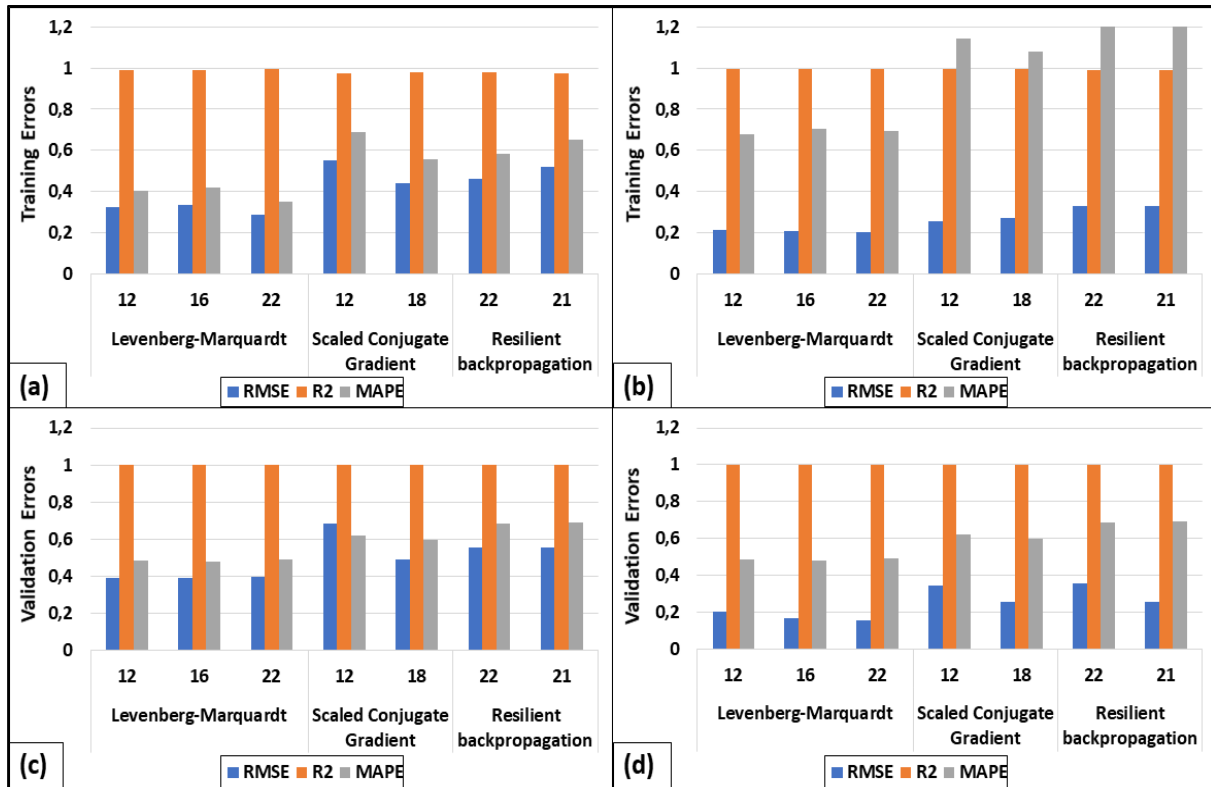 Training Errors
1,2
1
0,8
0,6
0,4
0,2
0
12 16 22 12 18 22 21
Levenberg-Marquardt Scaled Conjugate Gradient Resilient backpropagation
(a)
RMSE R2 MAPE
Training Errors
1,2
1
0,8
0,6
0,4
0,2
0
12 16 22 12 18 22 21
Levenberg-Marquardt Scaled Conjugate Gradient Resilient backpropagation
(b)
RMSE R2 MAPE
Validation Errors
1,2
1
0,8
0,6
0,4
0,2
0
12 16 22 12 18 22 21
Levenberg-Marquardt Scaled Conjugate Gradient Resilient backpropagation
(c)
RMSE R2 MAPE
Validation Errors
1,2
1
0,8
0,6
0,4
0,2
0
12 16 22 12 18 22 21
Levenberg-Marquardt Scaled Conjugate Gradient Resilient backpropagation
(d)
RMSE R2 MAPE